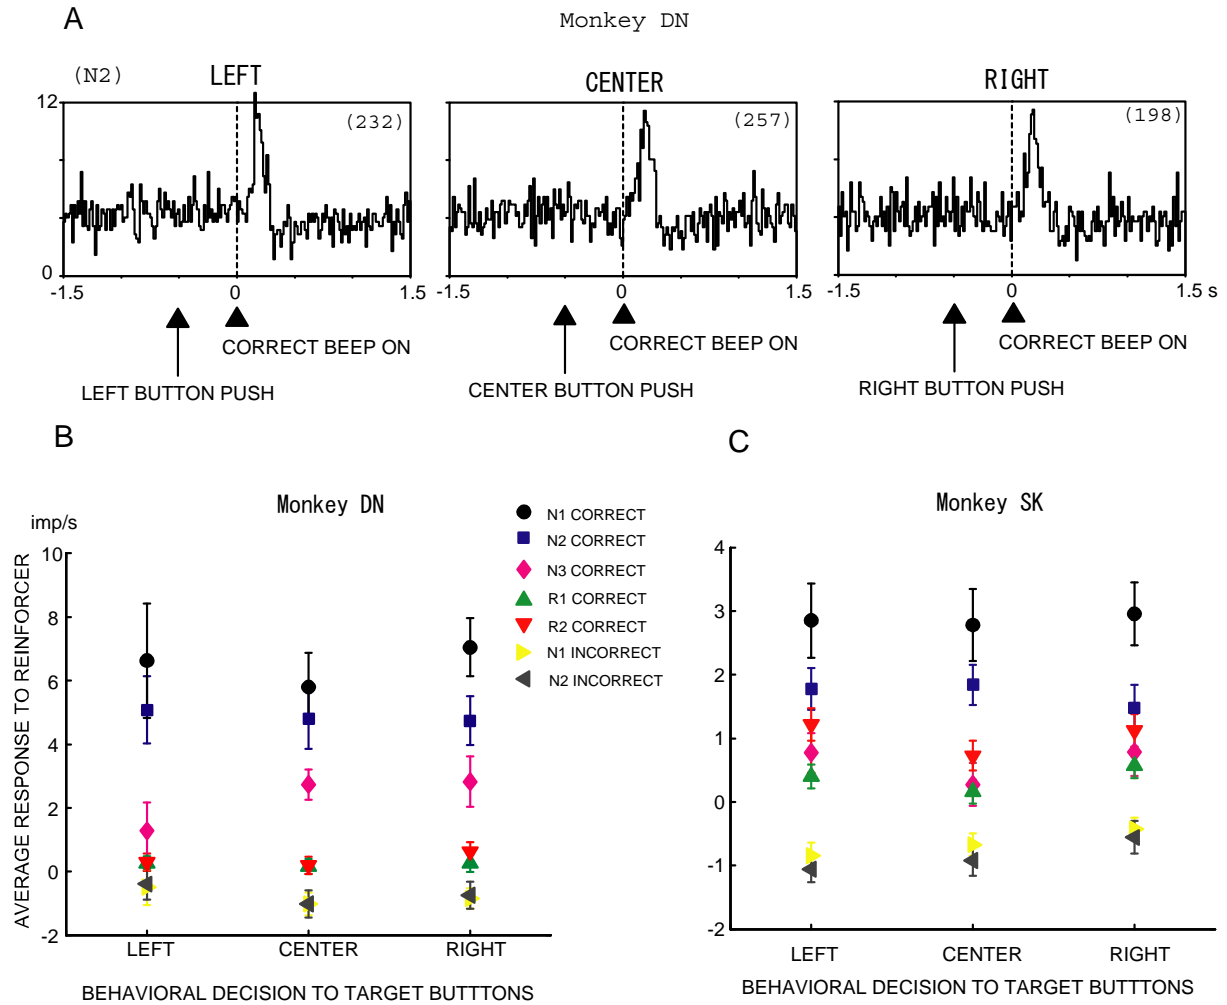 A
Monkey DN
(N2)
LEFT
CENTER
RIGHT
12
(232)
(257)
(198)
0
-1.5
0
1.5
-1.5
0
1.5
-1.5
0
1.5 s
CORRECT BEEP ON
CORRECT BEEP ON
CORRECT BEEP ON
LEFT BUTTON PUSH
CENTER BUTTON PUSH
RIGHT BUTTON PUSH
B
Monkey DN
imp/s
AVERAGE RESPONSE TO REINFORCER
10
8
6
4
2
0
-2
LEFT
CENTER
RIGHT
BEHAVIORAL DECISION TO TARGET BUTTTONS
N1 CORRECT
N2 CORRECT
N3 CORRECT
R1 CORRECT
R2 CORRECT
N1 INCORRECT
N2 INCORRECT
C
Monkey SK
4
3
2
1
0
-1
-2
LEFT
CENTER
RIGHT
BEHAVIORAL DECISION TO TARGET BUTTTONS